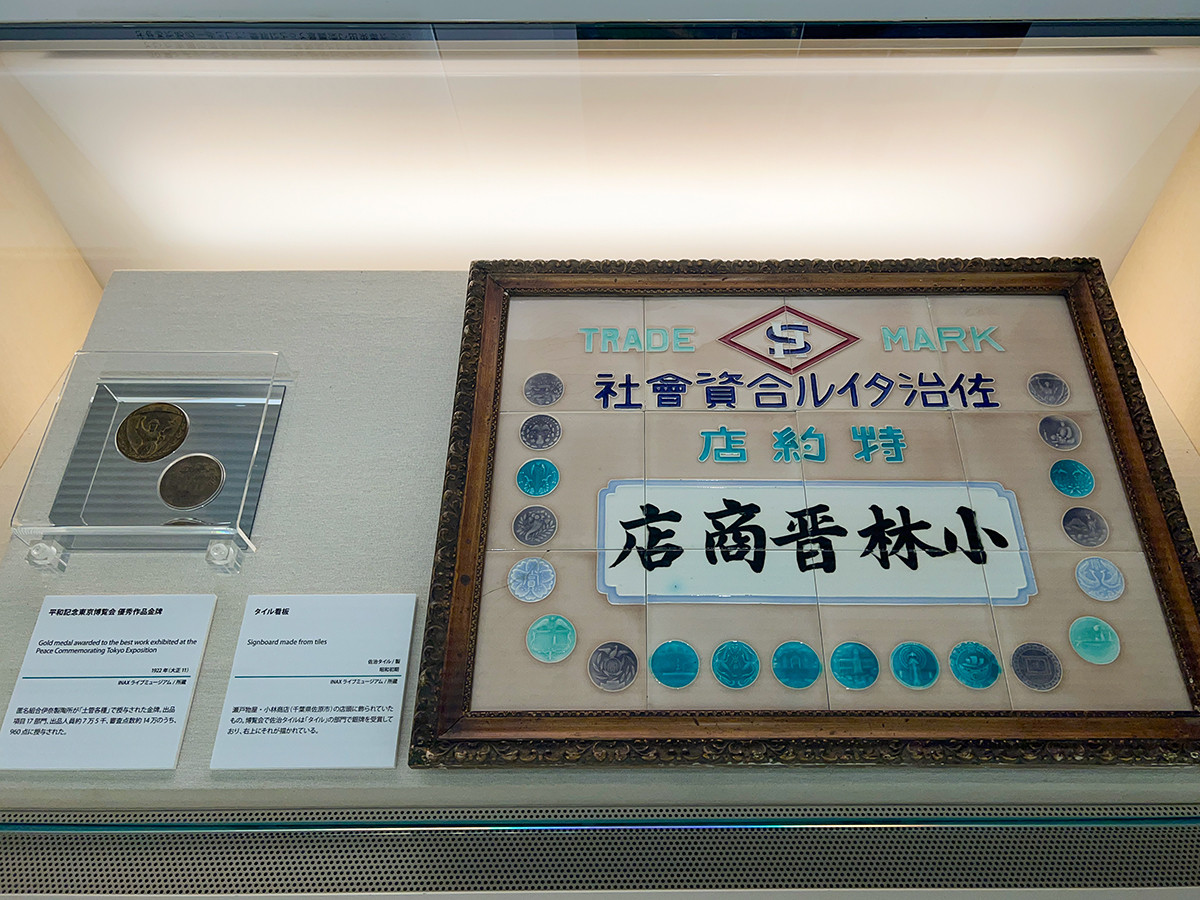 TRADE S MARK
佐治タイル合資會社
特約店
小林晋商店
平和記念東京博覧会 優秀作品金牌
Gold medal awarded to the best work exhibited at the
Peace Commemorating Tokyo Exposition
1922 年(大正 11)
INAX ライブミュージアム / 所蔵
匿名組合伊奈製陶所が「土管各種」で授与された金牌。出品
項目 17 部門、出品人員約 7 万 5 千、審査点数約 14 万のうち、
960 点に授与された。
タイル看板
Signboard made from tiles
佐治タイル / 製
昭和初期
INAX ライブミュージアム / 所蔵
瀬戸物屋・小林商店(千葉県佐原市)の店頭に飾られていた
もの。博覧会で佐治タイルは「タイル」の部門で銀牌を受賞して
おり、右上にそれが描かれている。